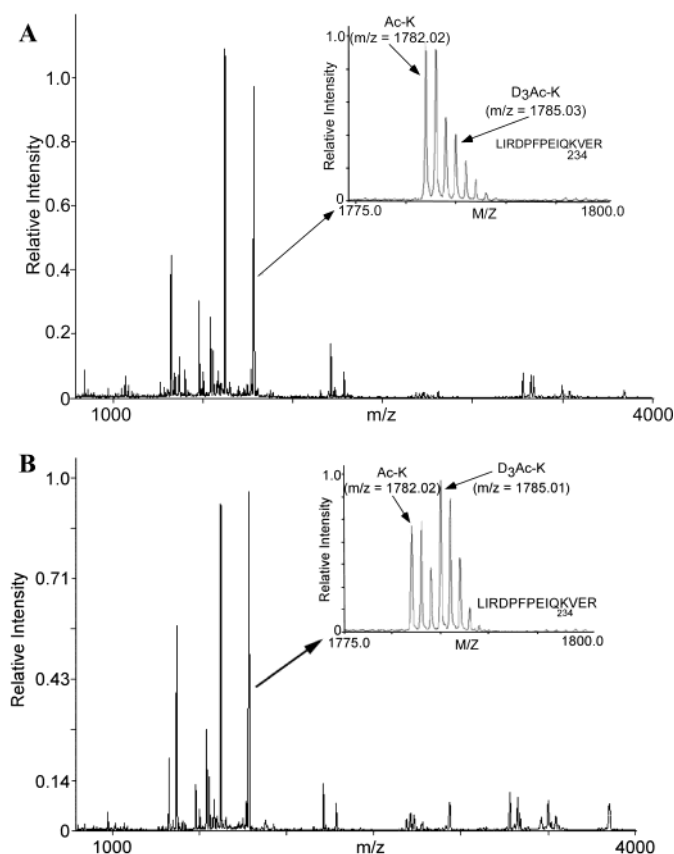 A
Relative Intensity
1.0
0.8
0.6
0.4
0.2
0
1000
m/z
4000
Ac-K
(m/z = 1782.02)
D₃Ac-K
(m/z = 1785.03)
LIRDPFPEIQKVER
234
Relative Intensity
1.0
0
1775.0
M/Z
1800.0
B
Relative Intensity
1.0
0.71
0.43
0.14
0
1000
m/z
4000
Ac-K
(m/z = 1782.02)
D₃Ac-K
(m/z = 1785.01)
LIRDPFPEIQKVER
234
Relative Intensity
1.0
0
1775.0
M/Z
1800.0